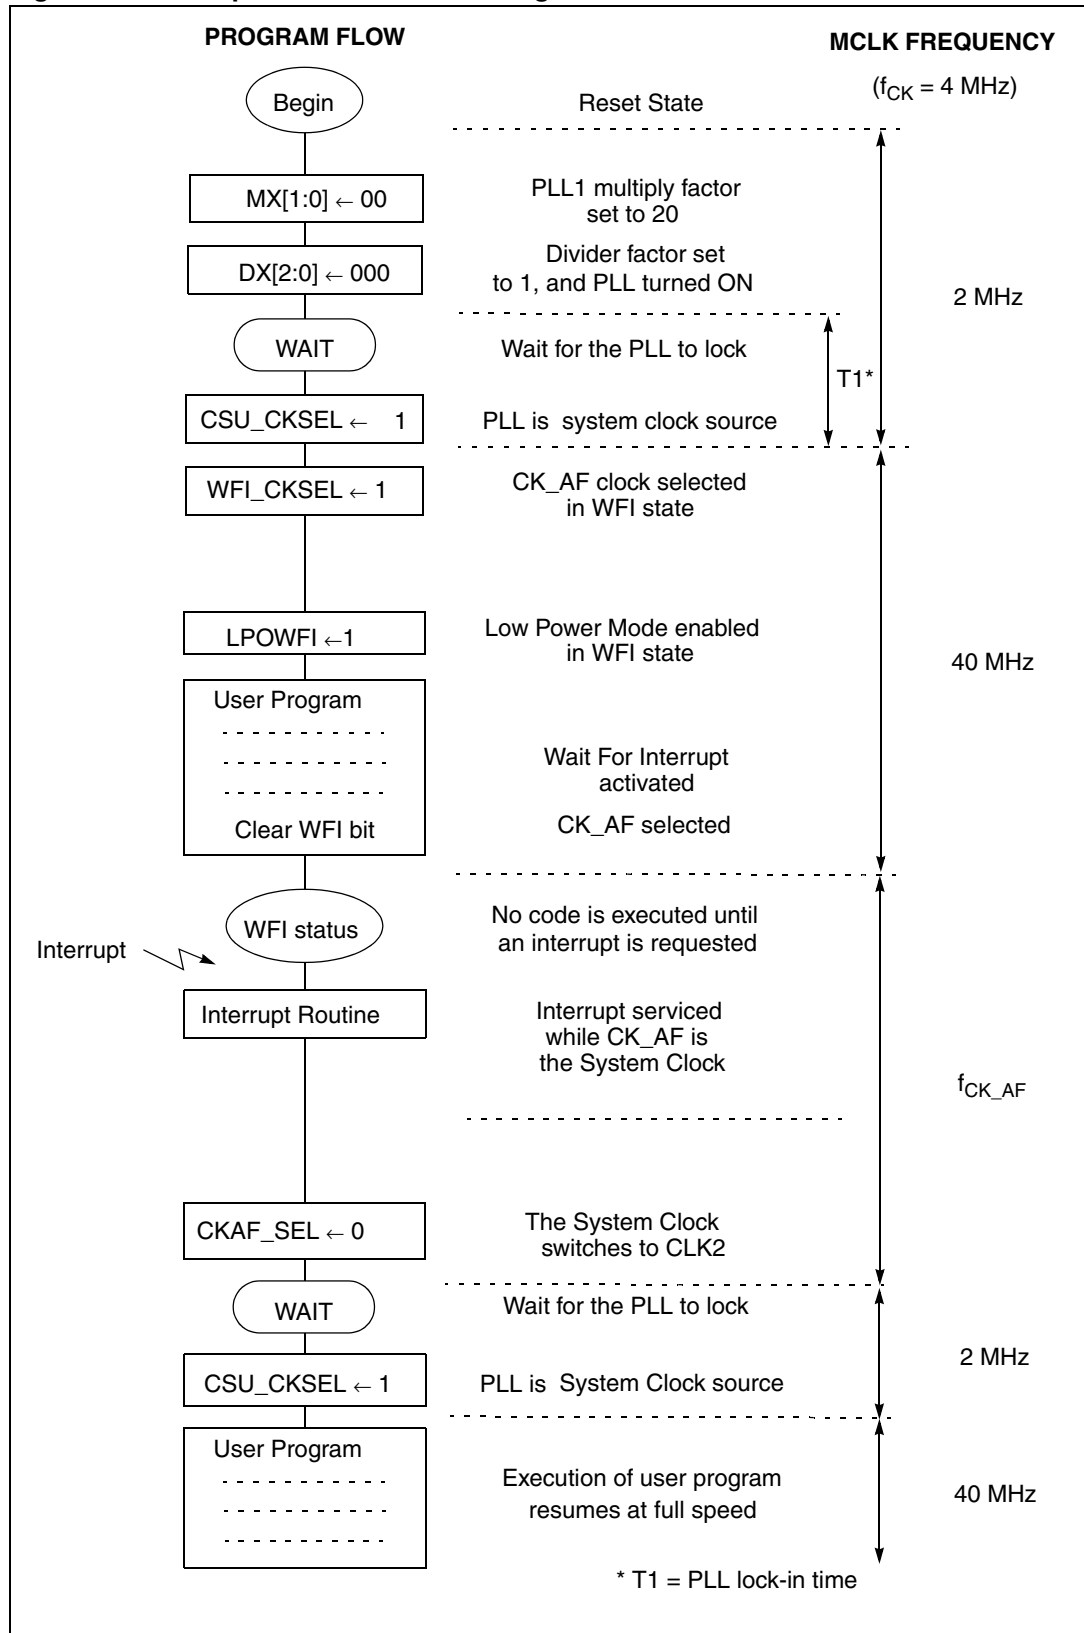 PROGRAM FLOW
MCLK FREQUENCY
(fCK = 4 MHz)
Begin
Reset State
MX[1:0] ← 00
PLL1 multiply factor
set to 20
DX[2:0] ← 000
Divider factor set
to 1, and PLL turned ON
2 MHz
WAIT
Wait for the PLL to lock
T1*
CSU_CKSEL ← 1
PLL is system clock source
WFI_CKSEL ← 1
CK_AF clock selected
in WFI state
LPOWFI ←1
Low Power Mode enabled
in WFI state
40 MHz
User Program
Wait For Interrupt
activated
Clear WFI bit
CK_AF selected
WFI status
No code is executed until
an interrupt is requested
Interrupt
Interrupt Routine
Interrupt serviced
while CK_AF is
the System Clock
fCK_AF
CKAF_SEL ← 0
The System Clock
switches to CLK2
WAIT
Wait for the PLL to lock
2 MHz
CSU_CKSEL ← 1
PLL is System Clock source
User Program
Execution of user program
resumes at full speed
40 MHz
* T1 = PLL lock-in time